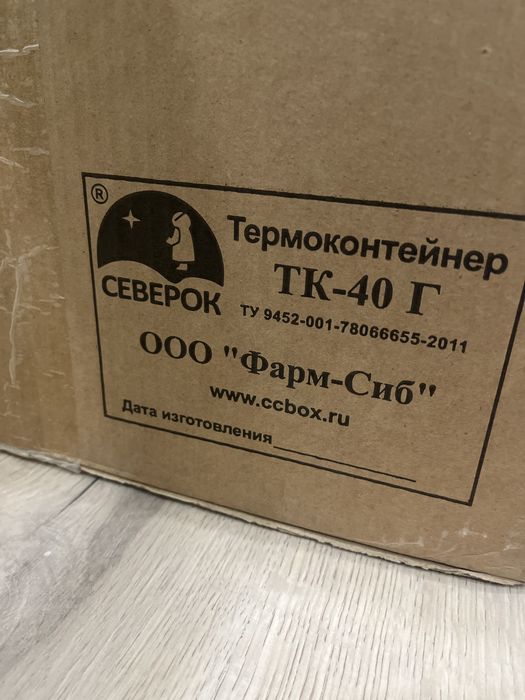 ®
СЕВЕРОК
Термоконтейнер
ТК-40 Г
ТУ 9452-001-78066655-2011
ООО "Фарм-Сиб"
www.ccbox.ru
Дата изготовления